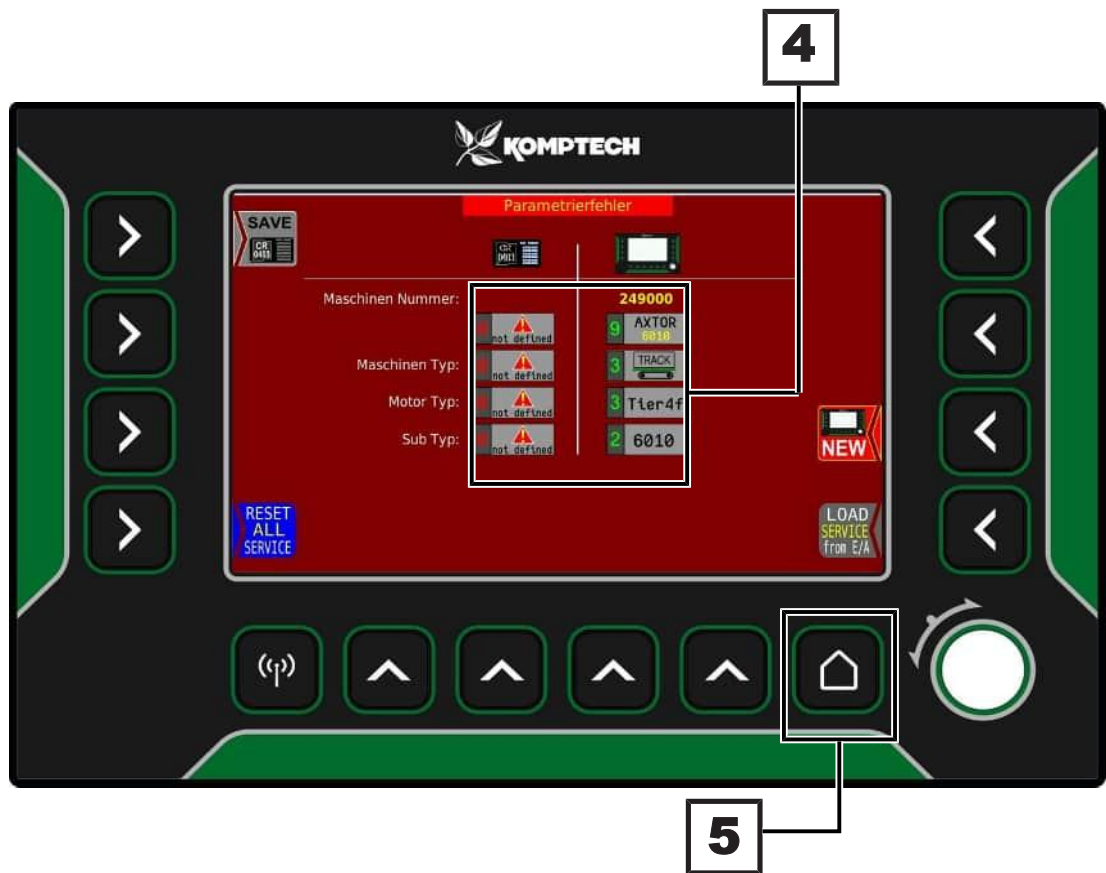 4
KOMPTECH
Parametrierfehler
SAVE
CR
0411
Maschinen Nummer:
249000
not defined
9 AXTOR
6010
Maschinen Typ:
not defined
3 TRACK
Motor Typ:
not defined
3 Tier4f
Sub Typ:
not defined
2 6010
NEW
RESET
ALL
SERVICE
LOAD
SERVICE
from E/A
5